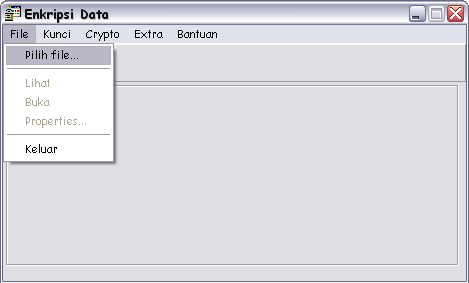 Enkripsi Data
File Kunci Crypto Extra Bantuan
Pilih file...
Lihat
Buka
Properties...
Keluar